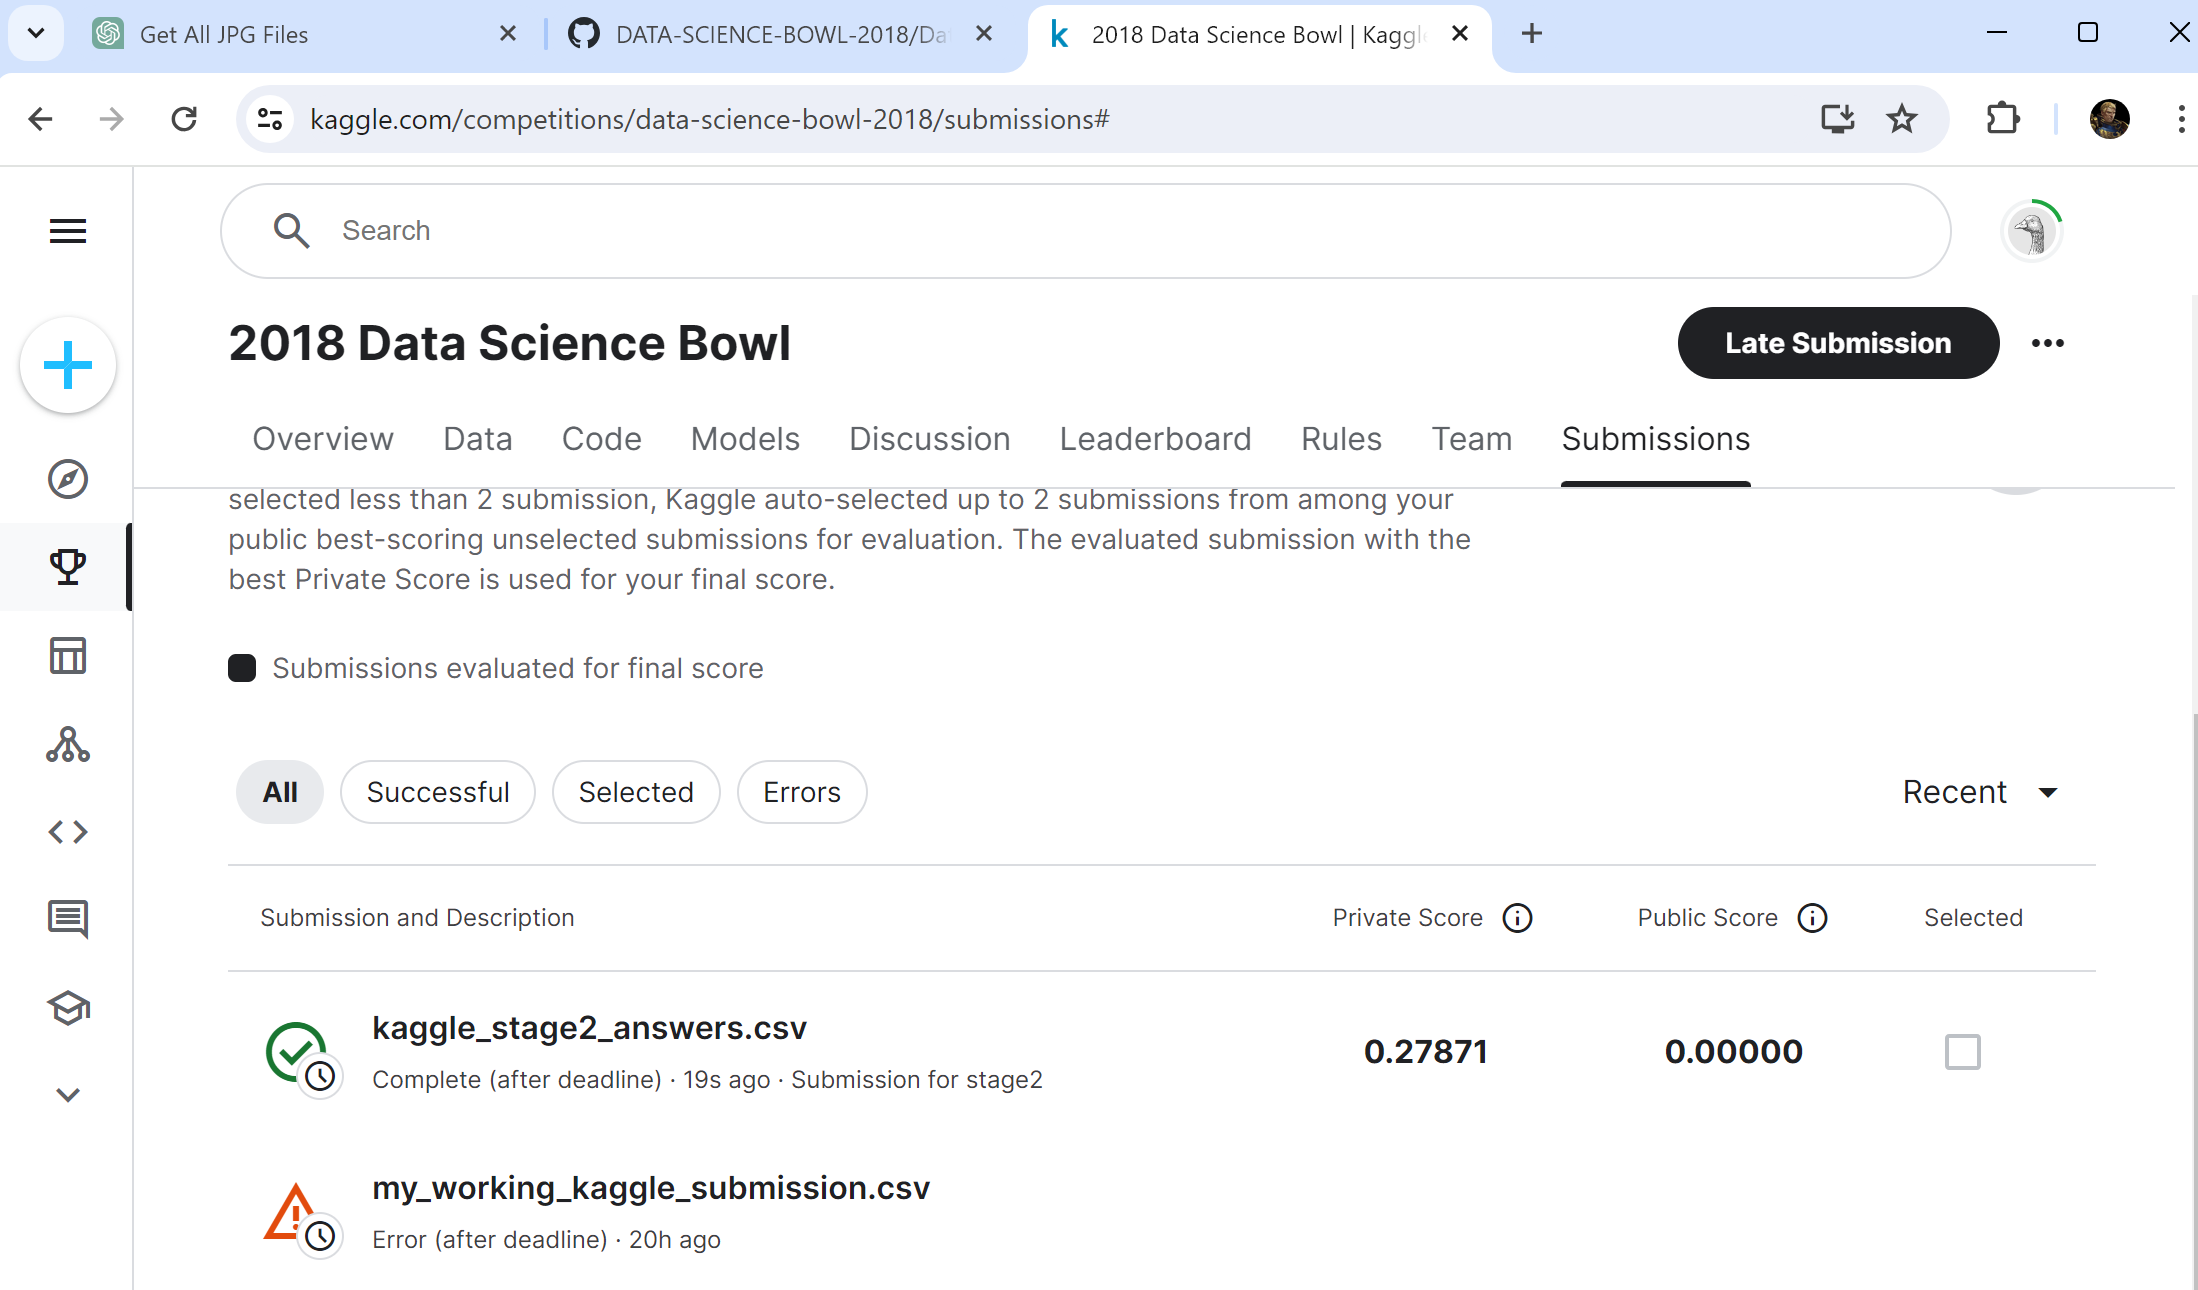 Get All JPG Files
DATA-SCIENCE-BOWL-2018/Da
2018 Data Science Bowl | Kaggle
kaggle.com/competitions/data-science-bowl-2018/submissions#
Search
2018 Data Science Bowl
Late Submission
Overview Data Code Models Discussion Leaderboard Rules Team Submissions
selected less than 2 submission, Kaggle auto-selected up to 2 submissions from among your
public best-scoring unselected submissions for evaluation. The evaluated submission with the
best Private Score is used for your final score.
Submissions evaluated for final score
All Successful Selected Errors Recent
Submission and Description Private Score Public Score Selected
kaggle_stage2_answers.csv
0.27871 0.00000
Complete (after deadline) · 19s ago · Submission for stage2
my_working_kaggle_submission.csv
Error (after deadline) · 20h ago